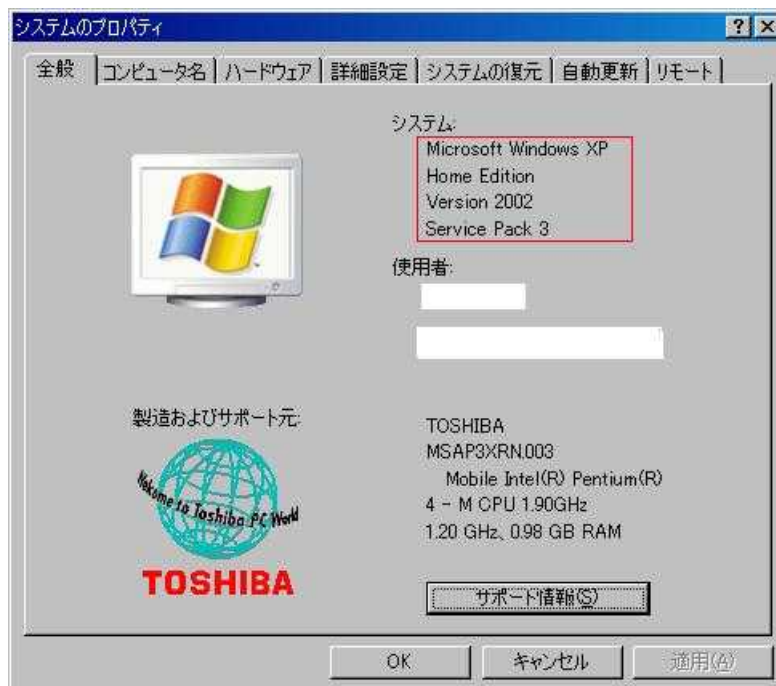 システムのプロパティ
全般 コンピュータ名 ハードウェア 詳細設定 システムの復元 自動更新 リモート
システム:
Microsoft Windows XP
Home Edition
Version 2002
Service Pack 3
使用者:
製造およびサポート元:
Welcome to Toshiba PC World
TOSHIBA
TOSHIBA
MSAP3XRN.003
Mobile Intel(R) Pentium(R)
4 - M CPU 1.90GHz
1.20 GHz、0.98 GB RAM
サポート情報(S)
OK キャンセル 適用(A)